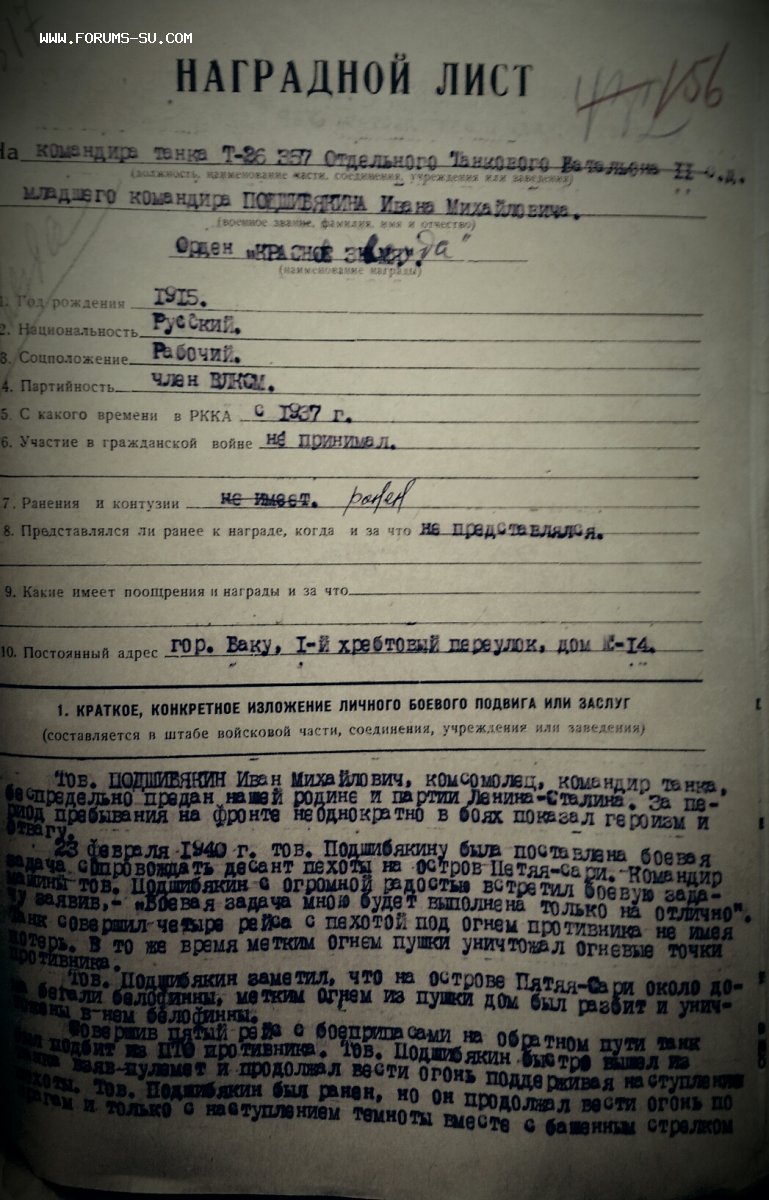 WWW.FORUMS-SU.COM
НАГРАДНОЙ ЛИСТ
156
На командира танка Т-26 357 Отдельного Танкового Батальона II с.д.
(должность, наименование части, соединения, учреждения или заведения)
младшего командира ПОДШИБЯКИНА Ивана Михайловича.
(военное звание, фамилия, имя и отчество)
Орден „КРАСНОЕ
(наименование награды)
1. Год рождения 1915.
2. Национальность Русский.
3. Соцположение Рабочий.
4. Партийность член ВЛКСМ.
5. С какого времени в РККА с 1937 г.
6. Участие в гражданской войне не принимал.
7. Ранения и контузии не имеет. ранен
8. Представлялся ли ранее к награде, когда и за что не представлялся.
9. Какие имеет поощрения и награды и за что
10. Постоянный адрес гор. Баку, I-й хребтовый переулок, дом №-14.
1. КРАТКОЕ, КОНКРЕТНОЕ ИЗЛОЖЕНИЕ ЛИЧНОГО БОЕВОГО ПОДВИГА ИЛИ ЗАСЛУГ
(составляется в штабе войсковой части, соединения, учреждения или заведения)
Тов. ПОДШИБЯКИН Иван Михайлович, комсомолец, командир танка,
беспредельно предан нашей родине и партии Ленина-Сталина. За пе-
риод пребывания на фронте неоднократно в боях показал героизм и
отвагу.
23 февраля 1940 г. тов. Подшибякину была поставлена боевая
задача сопровождать десант пехоты на остров Петяя-сари. Командир
машины тов. Подшибякин с огромной радостью встретил боевую зада-
чу заявив,- „Боевая задача мною будет выполнена только на отлично".
Танк совершил четыре рейса с пехотой под огнем противника не имея
потерь. В то же время метким огнем пушки уничтожал огневые точки
противника.
Тов. Подшибякин заметил, что на острове Пятяя-Сари около до-
бегали белофинны, метким огнем из пушки дом был разбит и унич-
тожены в нем белофинны.
Совершив пятый рейс с боеприпасами на обратном пути танк
был подбит из ПТО противника. Тов. Подшибякин быстро вышел из
танка взяв-пулемет и продолжал вести огонь поддерживая наступление
пехоты. Тов. Подшибякин был ранен, но он продолжал вести огонь по
врагам и только с наступлением темноты вместе с башенным стрелком